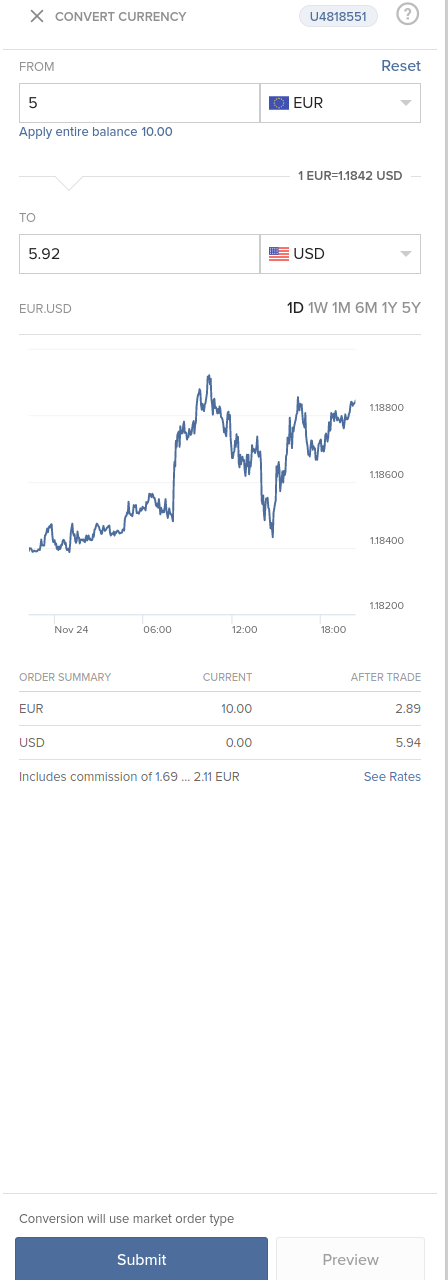 CONVERT CURRENCY U4818551 ?
FROM Reset
5 EUR
Apply entire balance 10.00
1 EUR=1.1842 USD
TO
5.92 USD
EUR.USD 1D 1W 1M 6M 1Y 5Y
1.18800
1.18600
1.18400
1.18200
Nov 24 06:00 12:00 18:00
ORDER SUMMARY CURRENT AFTER TRADE
EUR 10.00 2.89
USD 0.00 5.94
Includes commission of 1.69 ... 2.11 EUR See Rates
Conversion will use market order type
Submit Preview